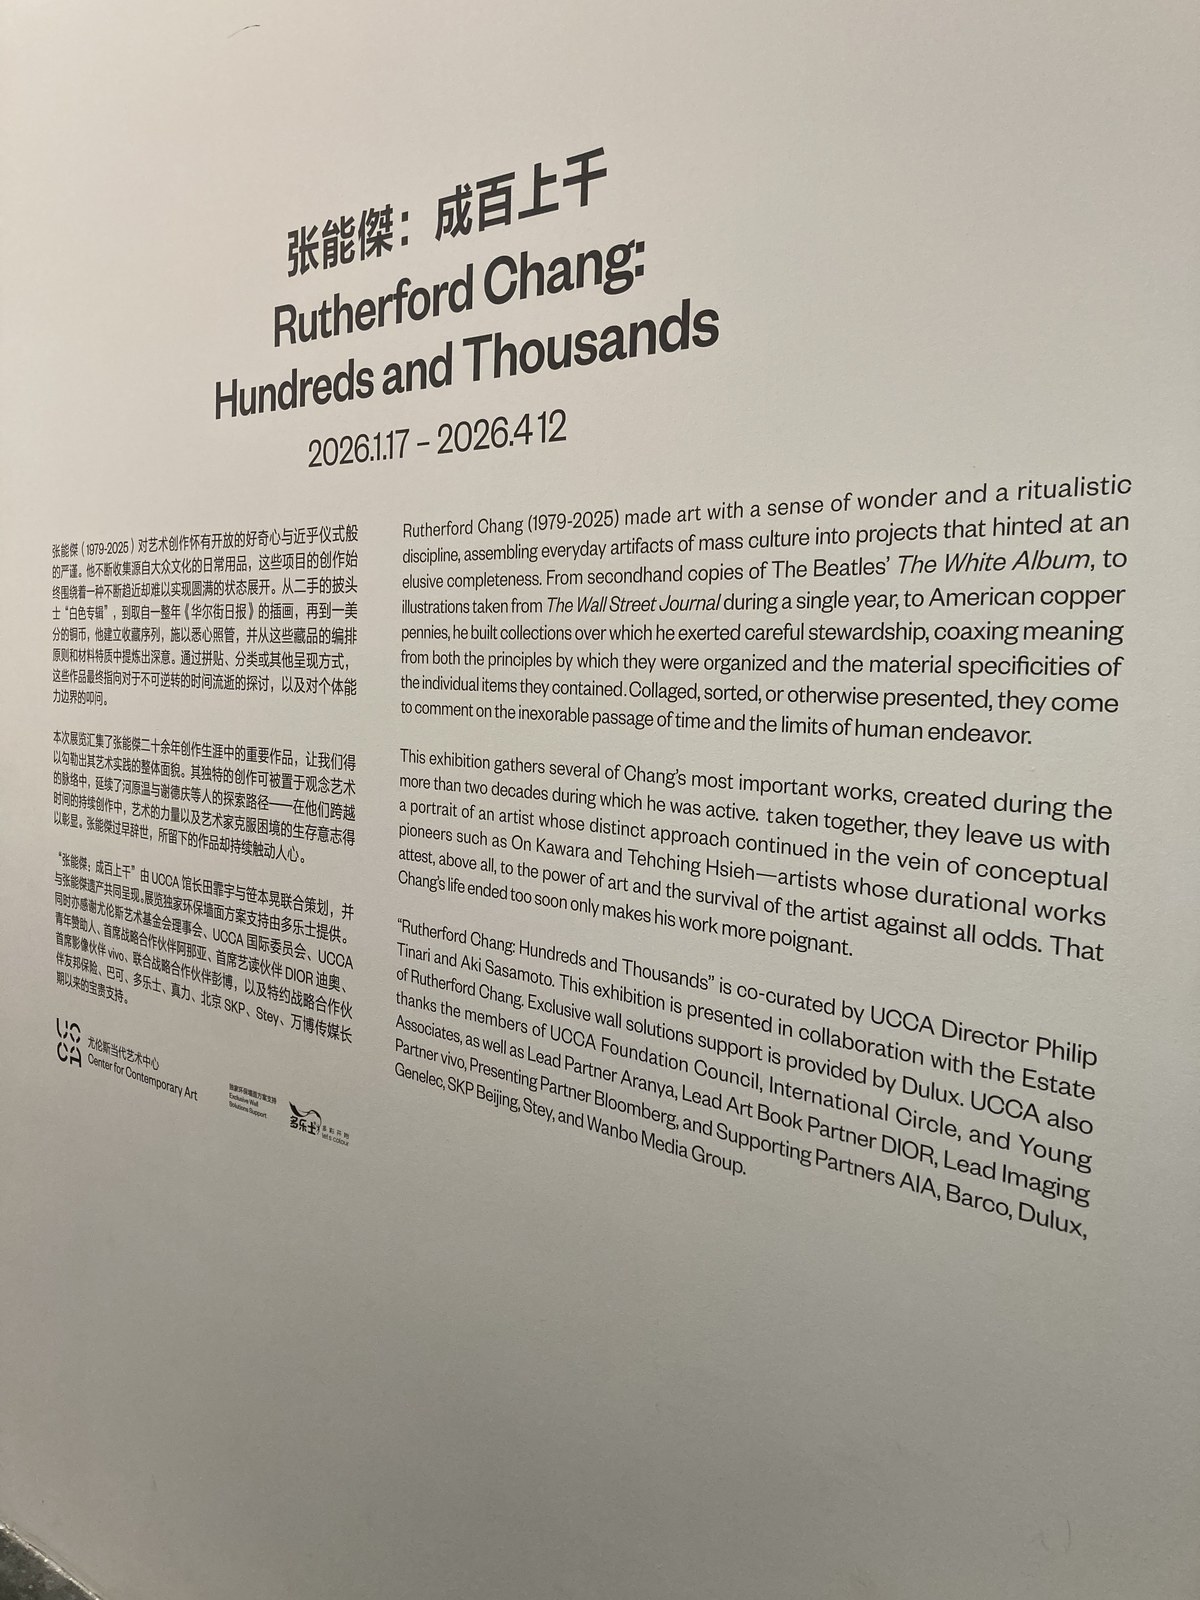 张能傑：成百上千
Rutherford Chang:
Hundreds and Thousands
2026.1.17 – 2026.4 12
张能傑（1979-2025）对艺术创作怀有开放的好奇心与近乎仪式般
的严谨。他不断收集源自大众文化的日常用品，这些项目的创作始
终围绕着一种不断趋近却难以实现圆满的状态展开。从二手的披头
士“白色专辑”，到取自一整年《华尔街日报》的插画，再到一美
分的铜币，他建立收藏序列，施以悉心照管，并从这些藏品的编排
原则和材料特质中提炼出深意。通过拼贴、分类或其他呈现方式，
这些作品最终指向对于不可逆转的时间流逝的探讨，以及对个体能
力边界的叩问。
本次展览汇集了张能傑二十余年创作生涯中的重要作品，让我们得
以勾勒出其艺术实践的整体面貌。其独特的创作可被置于观念艺术
的脉络中，延续了河原温与谢德庆等人的探索路径——在他们跨越
时间的持续创作中，艺术的力量以及艺术家克服困境的生存意志得
以彰显。张能傑过早辞世，所留下的作品却持续触动人心。
“张能傑：成百上千”由 UCCA 馆长田霏宇与笹本晃联合策划，并
与张能傑遗产共同呈现。展览独家环保墙面方案支持由多乐士提供。
同时亦感谢尤伦斯艺术基金会理事会、UCCA 国际委员会、UCCA
青年赞助人、首席战略合作伙伴阿那亚、首席艺读伙伴 DIOR 迪奥、
首席影像伙伴 vivo、联合战略合作伙伴彭博，以及特约战略合作伙
伴友邦保险、巴可、多乐士、真力、北京 SKP、Stey、万博传媒长
期以来的宝贵支持。
UCCA
尤伦斯当代艺术中心
Center for Contemporary Art
独家环保墙面方案支持
Exclusive Wall
Solutions Support
多乐士
Rutherford Chang (1979-2025) made art with a sense of wonder and a ritualistic
discipline, assembling everyday artifacts of mass culture into projects that hinted at an
elusive completeness. From secondhand copies of The Beatles’ The White Album, to
illustrations taken from The Wall Street Journal during a single year, to American copper
pennies, he built collections over which he exerted careful stewardship, coaxing meaning
from both the principles by which they were organized and the material specificities of
the individual items they contained. Collaged, sorted, or otherwise presented, they come
to comment on the inexorable passage of time and the limits of human endeavor.
This exhibition gathers several of Chang’s most important works, created during the
more than two decades during which he was active. taken together, they leave us with
a portrait of an artist whose distinct approach continued in the vein of conceptual
pioneers such as On Kawara and Tehching Hsieh—artists whose durational works
attest, above all, to the power of art and the survival of the artist against all odds. That
Chang’s life ended too soon only makes his work more poignant.
“Rutherford Chang: Hundreds and Thousands” is co-curated by UCCA Director Philip
Tinari and Aki Sasamoto. This exhibition is presented in collaboration with the Estate
of Rutherford Chang. Exclusive wall solutions support is provided by Dulux. UCCA also
thanks the members of UCCA Foundation Council, International Circle, and Young
Associates, as well as Lead Partner Aranya, Lead Art Book Partner DIOR, Lead Imaging
Partner vivo, Presenting Partner Bloomberg, and Supporting Partners AIA, Barco, Dulux,
Genelec, SKP Beijing, Stey, and Wanbo Media Group.